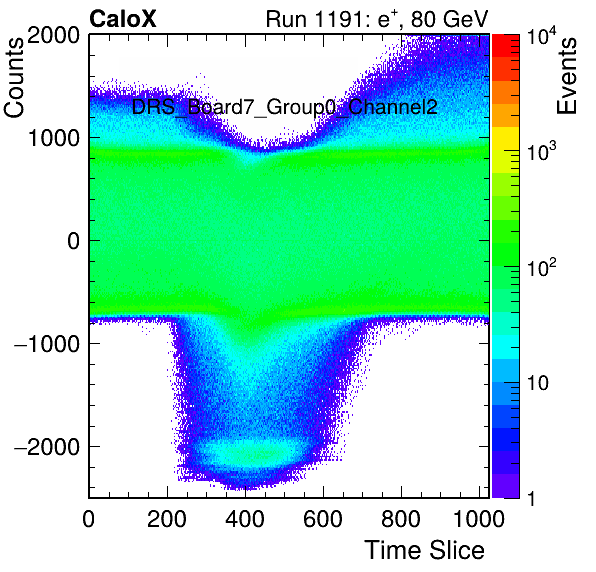 CaloX Run 1191: e⁺, 80 GeV
Counts
2000
1000
0
−1000
−2000
DRS_Board7_Group0_Channel2
0 200 400 600 800 1000
Time Slice
Events
10⁴
10³
10²
10
1